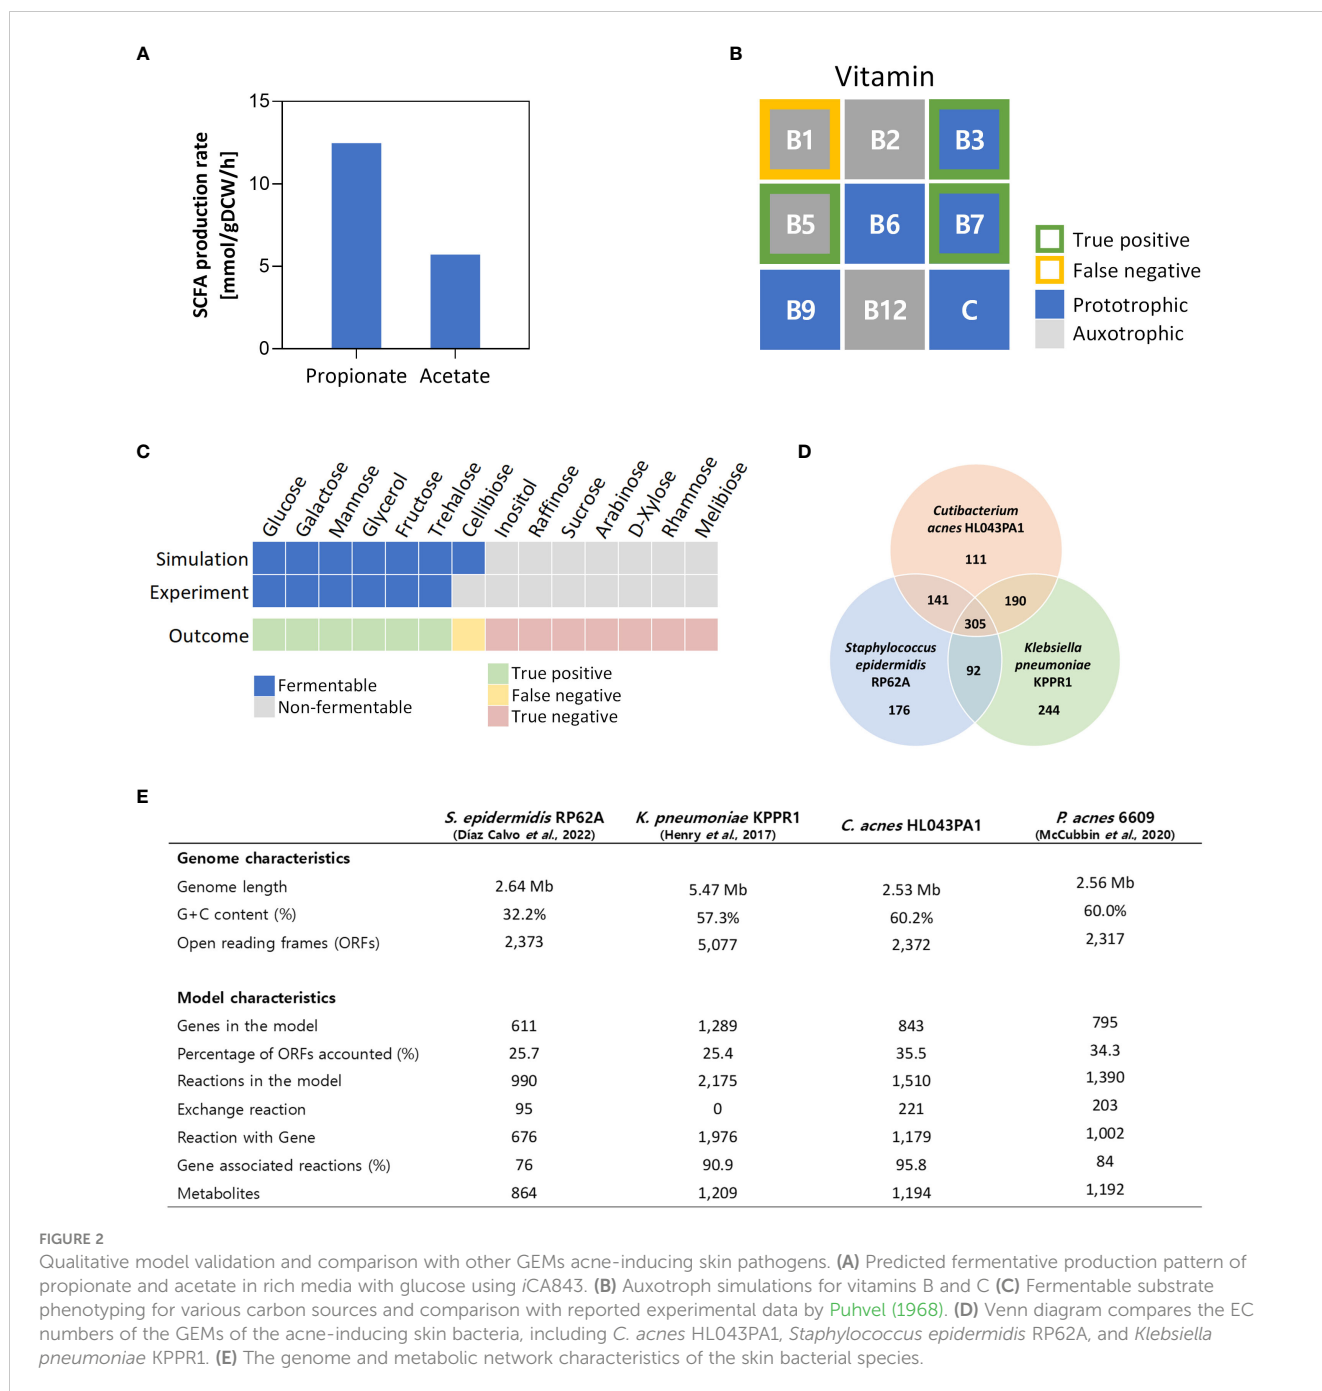 A
SCFA production rate
[mmol/gDCW/h]
15
10
5
0
Propionate Acetate
B
Vitamin
B1 B2 B3
B5 B6 B7
B9 B12 C
True positive
False negative
Prototrophic
Auxotrophic
C
Glucose Galactose Mannose Glycerol Fructose Trehalose Cellibiose Inositol Raffinose Sucrose Arabinose D-Xylose Rhamnose Melibiose
Simulation
Experiment
Outcome
Fermentable
Non-fermentable
True positive
False negative
True negative
D
Cutibacterium
acnes HL043PA1
111
141 190
305
Staphylococcus
epidermidis
RP62A
176
92
Klebsiella
pneumoniae
KPPR1
244
E
S. epidermidis RP62A K. pneumoniae KPPR1 C. acnes HL043PA1 P. acnes 6609
(Díaz Calvo et al., 2022) (Henry et al., 2017) (McCubbin et al., 2020)
Genome characteristics
Genome length 2.64 Mb 5.47 Mb 2.53 Mb 2.56 Mb
G+C content (%) 32.2% 57.3% 60.2% 60.0%
Open reading frames (ORFs) 2,373 5,077 2,372 2,317
Model characteristics
Genes in the model 611 1,289 843 795
Percentage of ORFs accounted (%) 25.7 25.4 35.5 34.3
Reactions in the model 990 2,175 1,510 1,390
Exchange reaction 95 0 221 203
Reaction with Gene 676 1,976 1,179 1,002
Gene associated reactions (%) 76 90.9 95.8 84
Metabolites 864 1,209 1,194 1,192
FIGURE 2
Qualitative model validation and comparison with other GEMs acne-inducing skin pathogens. (A) Predicted fermentative production pattern of
propionate and acetate in rich media with glucose using iCA843. (B) Auxotroph simulations for vitamins B and C (C) Fermentable substrate
phenotyping for various carbon sources and comparison with reported experimental data by Puhvel (1968). (D) Venn diagram compares the EC
numbers of the GEMs of the acne-inducing skin bacteria, including C. acnes HL043PA1, Staphylococcus epidermidis RP62A, and Klebsiella
pneumoniae KPPR1. (E) The genome and metabolic network characteristics of the skin bacterial species.